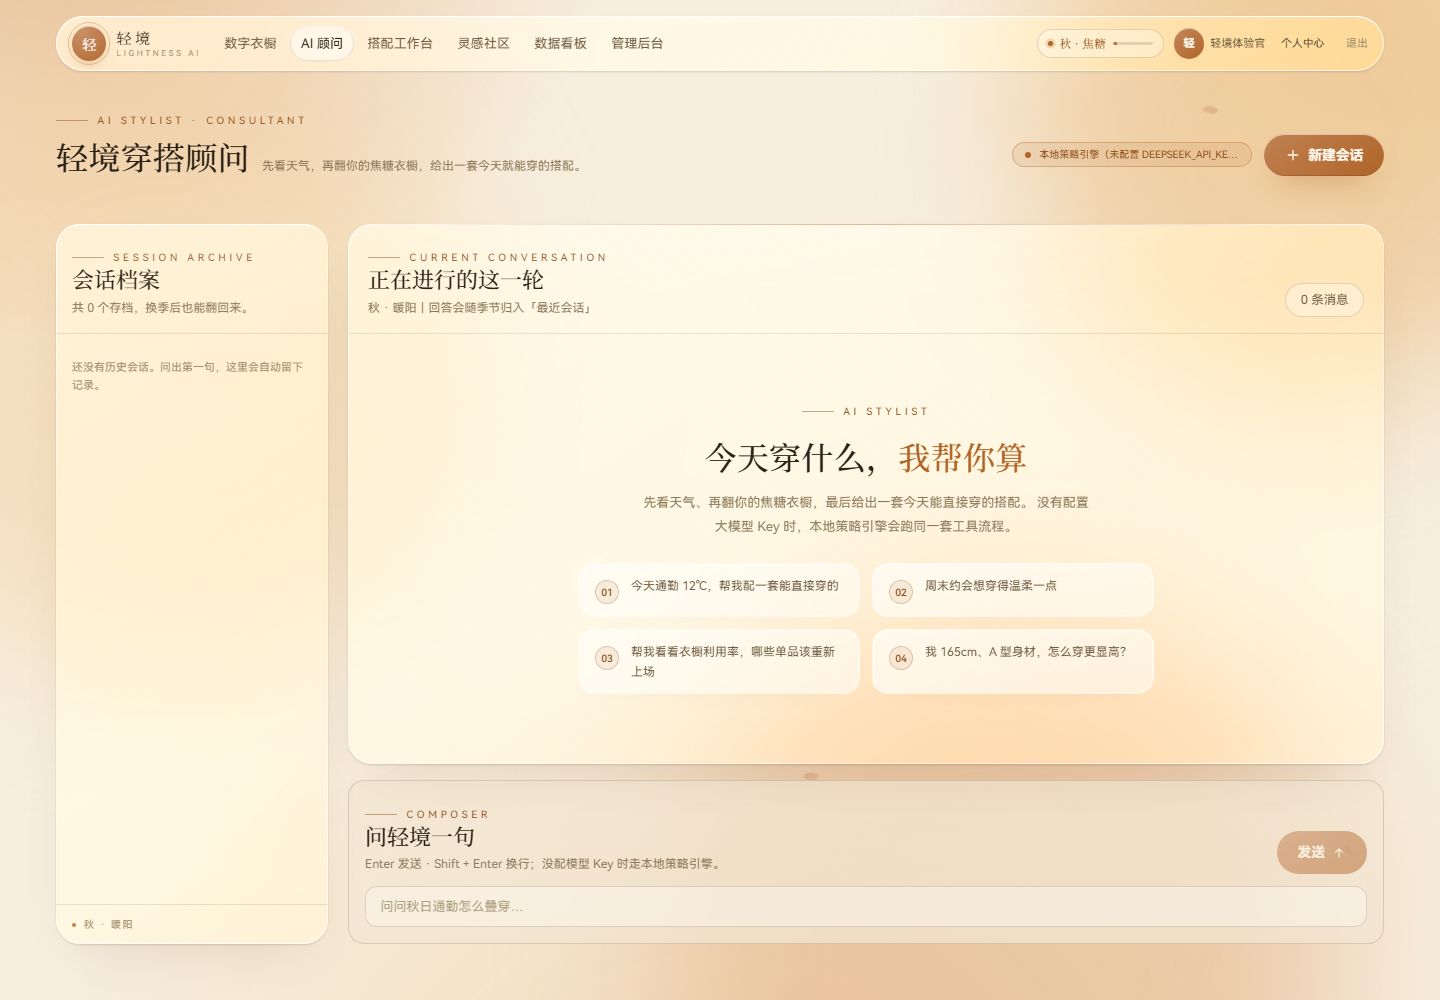 轻
轻境
LIGHTNESS AI
数字衣橱
AI 顾问
搭配工作台
灵感社区
数据看板
管理后台
秋 · 焦糖
轻
轻境体验官
个人中心
退出
AI STYLIST · CONSULTANT
轻境穿搭顾问
先看天气，再翻你的焦糖衣橱，给出一套今天就能穿的搭配。
本地策略引擎（未配置 DEEPSEEK_API_KE...
＋ 新建会话
SESSION ARCHIVE
会话档案
共 0 个存档，换季后也能翻回来。
还没有历史会话。问出第一句，这里会自动留下
记录。
秋 · 暖阳
CURRENT CONVERSATION
正在进行的这一轮
秋 · 暖阳丨回答会随季节归入「最近会话」
0 条消息
AI STYLIST
今天穿什么，我帮你算
先看天气、再翻你的焦糖衣橱，最后给出一套今天能直接穿的搭配。 没有配置
大模型 Key 时，本地策略引擎会跑同一套工具流程。
01 今天通勤 12℃，帮我配一套能直接穿的
02 周末约会想穿得温柔一点
03 帮我看看衣橱利用率，哪些单品该重新
上场
04 我 165cm、A 型身材，怎么穿更显高？
COMPOSER
问轻境一句
Enter 发送 · Shift + Enter 换行；没配模型 Key 时走本地策略引擎。
发送 ↑
问问秋日通勤怎么叠穿…